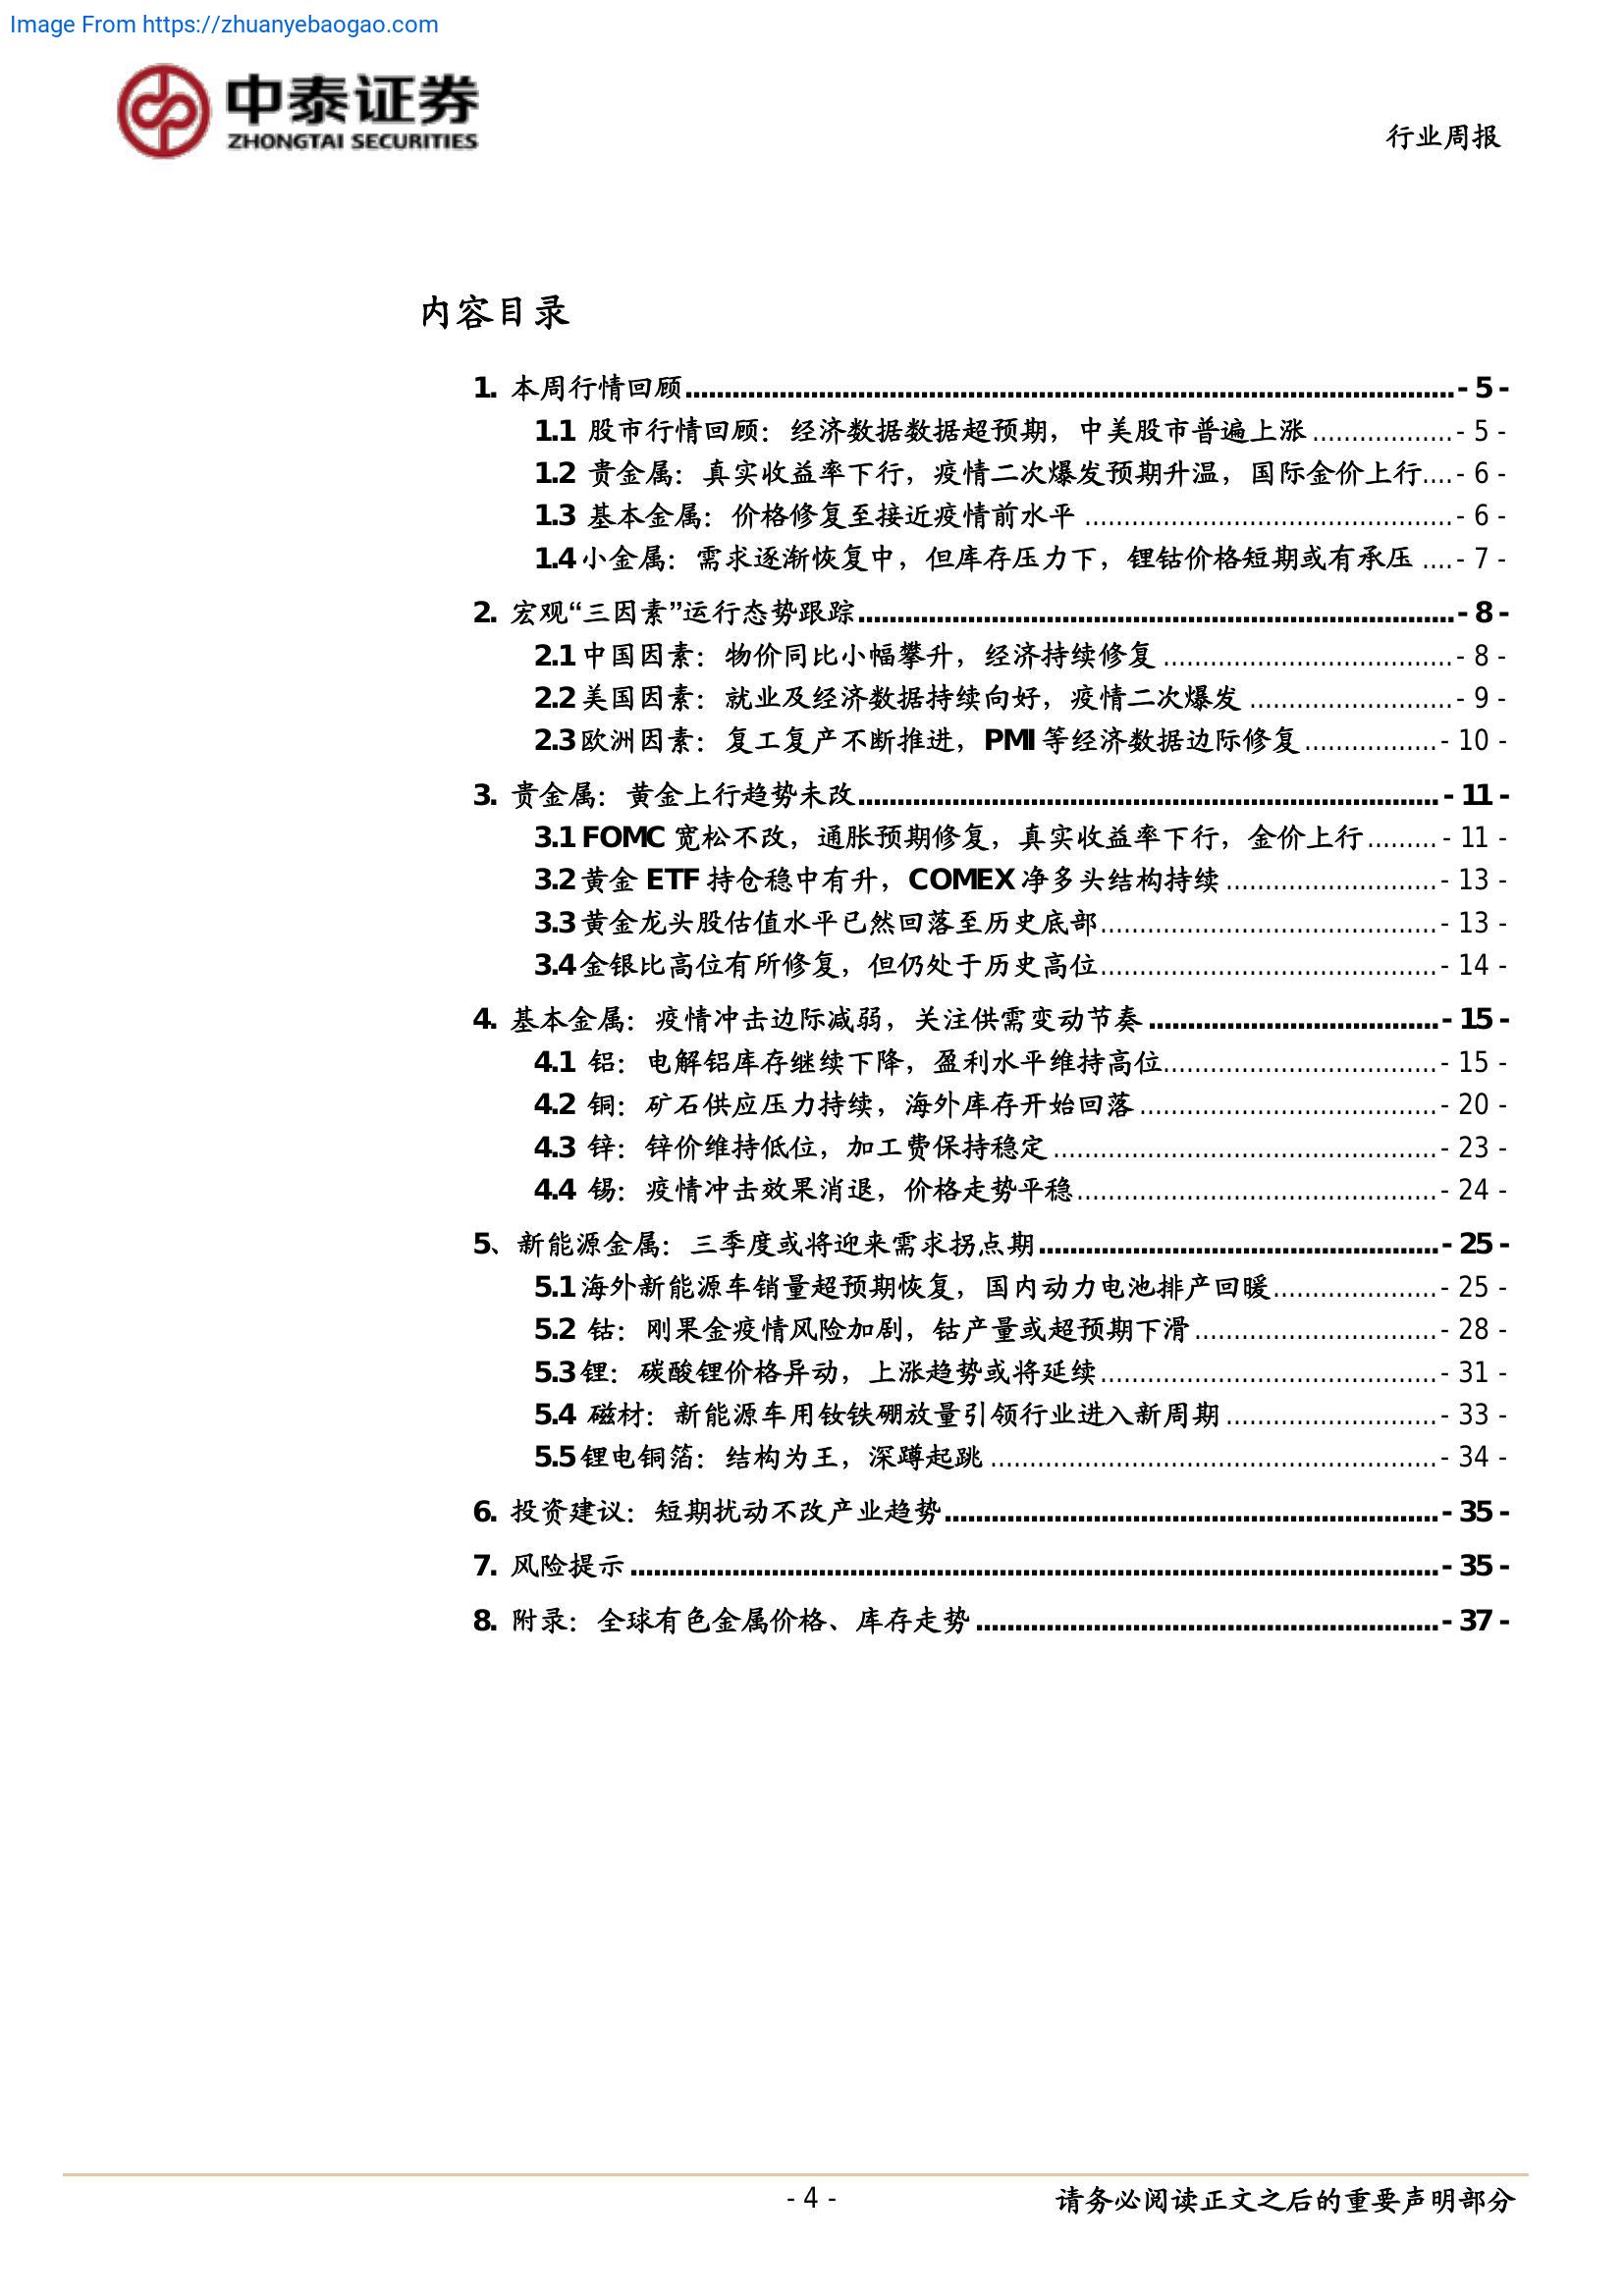 Image From https://zhuanyebaogao.com
中泰证券
ZHONGTAI SECURITIES
行业周报
内容目录
1. 本周行情回顾 - 5 -
1.1 股市行情回顾：经济数据数据超预期，中美股市普遍上涨 - 5 -
1.2 贵金属：真实收益率下行，疫情二次爆发预期升温，国际金价上行 - 6 -
1.3 基本金属：价格修复至接近疫情前水平 - 6 -
1.4 小金属：需求逐渐恢复中，但库存压力下，锂钴价格短期或有承压 - 7 -
2. 宏观“三因素”运行态势跟踪 - 8 -
2.1 中国因素：物价同比小幅攀升，经济持续修复 - 8 -
2.2 美国因素：就业及经济数据持续向好，疫情二次爆发 - 9 -
2.3 欧洲因素：复工复产不断推进，PMI 等经济数据边际修复 - 10 -
3. 贵金属：黄金上行趋势未改 - 11 -
3.1 FOMC 宽松不改，通胀预期修复，真实收益率下行，金价上行 - 11 -
3.2 黄金 ETF 持仓稳中有升，COMEX 净多头结构持续 - 13 -
3.3 黄金龙头股估值水平已然回落至历史底部 - 13 -
3.4 金银比高位有所修复，但仍处于历史高位 - 14 -
4. 基本金属：疫情冲击边际减弱，关注供需变动节奏 - 15 -
4.1 铝：电解铝库存继续下降，盈利水平维持高位 - 15 -
4.2 铜：矿石供应压力持续，海外库存开始回落 - 20 -
4.3 锌：锌价维持低位，加工费保持稳定 - 23 -
4.4 锡：疫情冲击效果消退，价格走势平稳 - 24 -
5、新能源金属：三季度或将迎来需求拐点期 - 25 -
5.1 海外新能源车销量超预期恢复，国内动力电池排产回暖 - 25 -
5.2 钴：刚果金疫情风险加剧，钴产量或超预期下滑 - 28 -
5.3 锂：碳酸锂价格异动，上涨趋势或将延续 - 31 -
5.4 磁材：新能源车用钕铁硼放量引领行业进入新周期 - 33 -
5.5 锂电铜箔：结构为王，深蹲起跳 - 34 -
6. 投资建议：短期扰动不改产业趋势 - 35 -
7. 风险提示 - 35 -
8. 附录：全球有色金属价格、库存走势 - 37 -
- 4 -
请务必阅读正文之后的重要声明部分